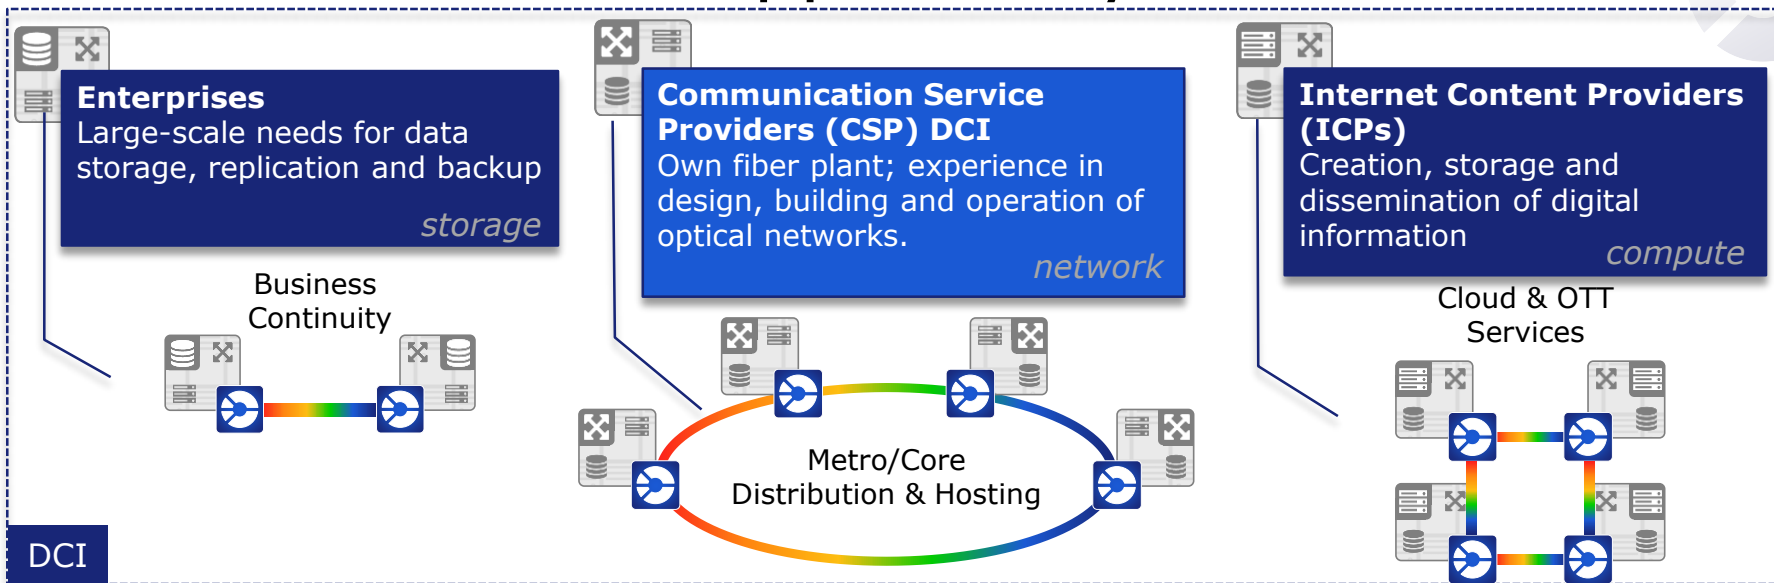 Enterprises
Large-scale needs for data
storage, replication and backup
storage
Business
Continuity
Communication Service
Providers (CSP) DCI
Own fiber plant; experience in
design, building and operation of
optical networks.
network
Metro/Core
Distribution & Hosting
Internet Content Providers
(ICPs)
Creation, storage and
dissemination of digital
information
compute
Cloud & OTT
Services
DCI